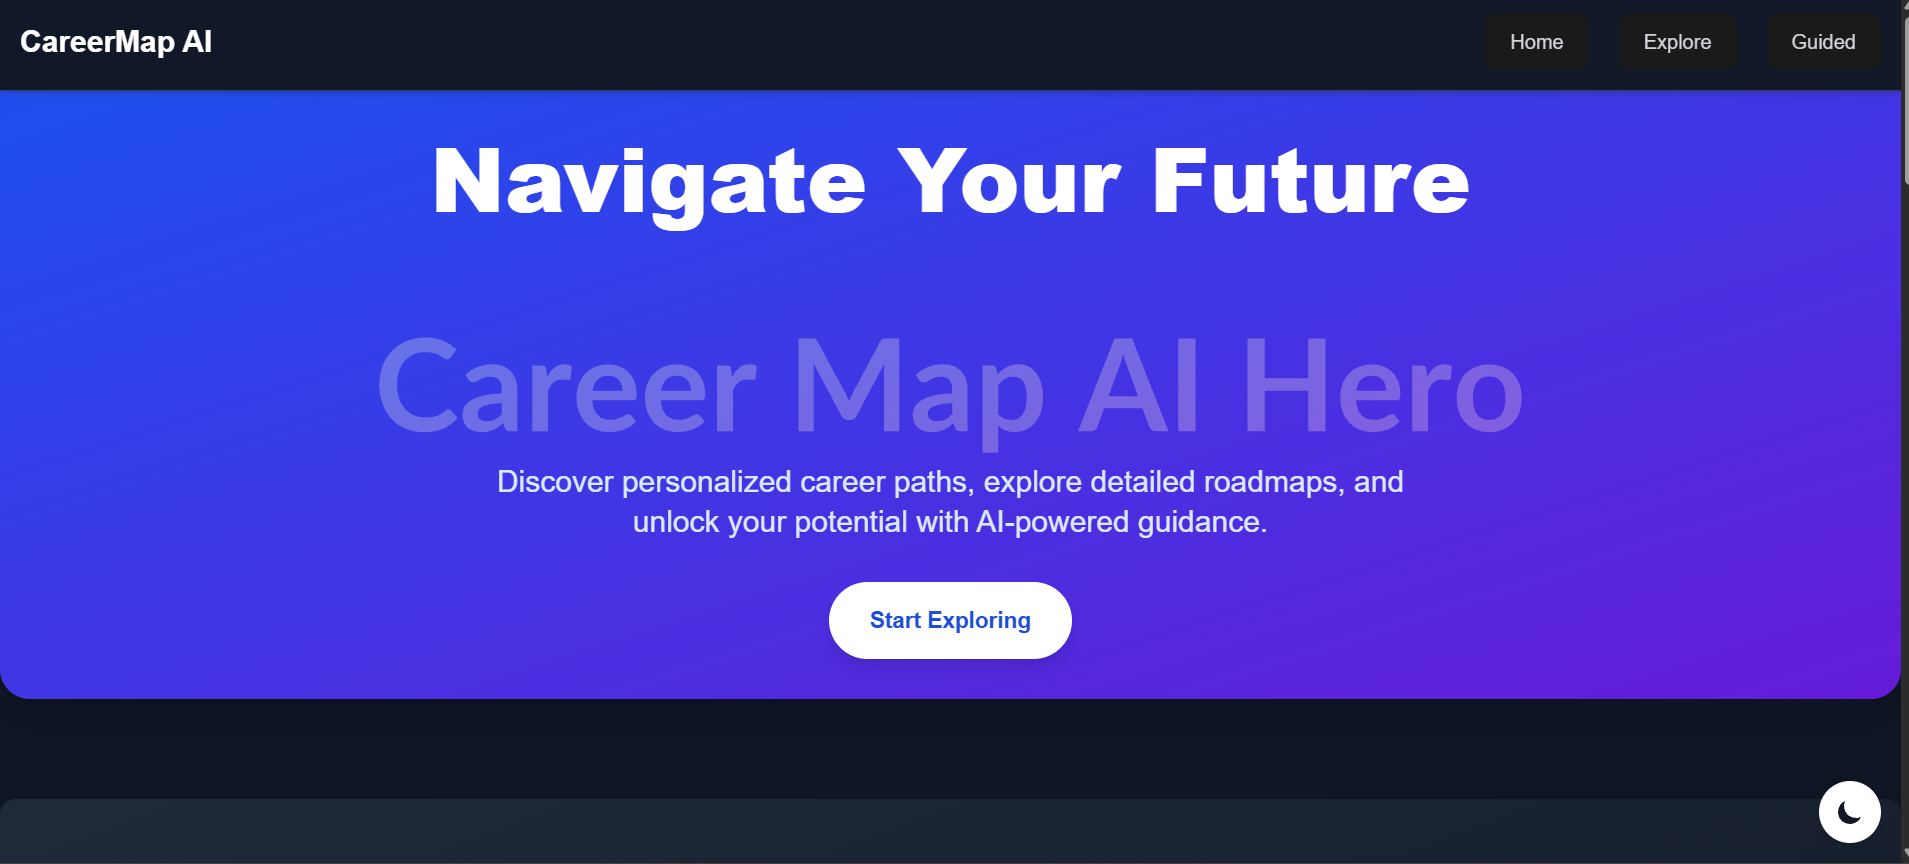 CareerMap AI
Home
Explore
Guided
Navigate Your Future
Career Map AI Hero
Discover personalized career paths, explore detailed roadmaps, and
unlock your potential with AI-powered guidance.
Start Exploring